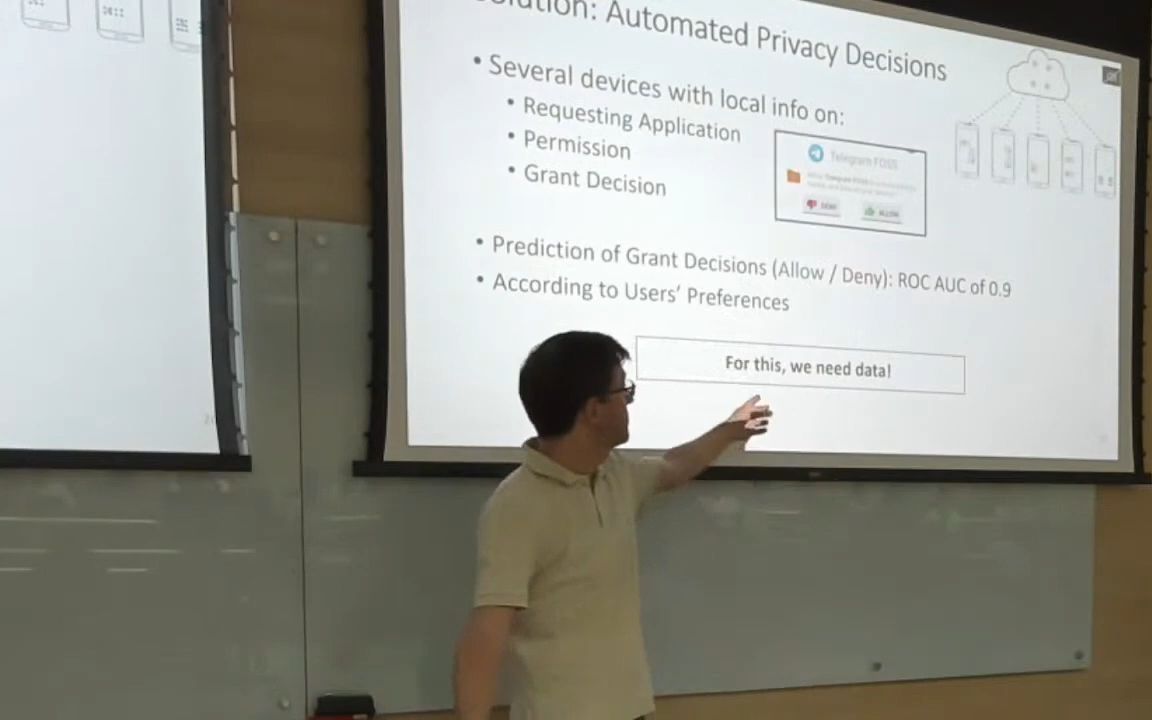 olution: Automated Privacy Decisions
• Several devices with local info on:
• Requesting Application
• Permission
• Grant Decision
Telegram FOSS
DENY
ALLOW
• Prediction of Grant Decisions (Allow / Deny): ROC AUC of 0.9
• According to Users' Preferences
For this, we need data!